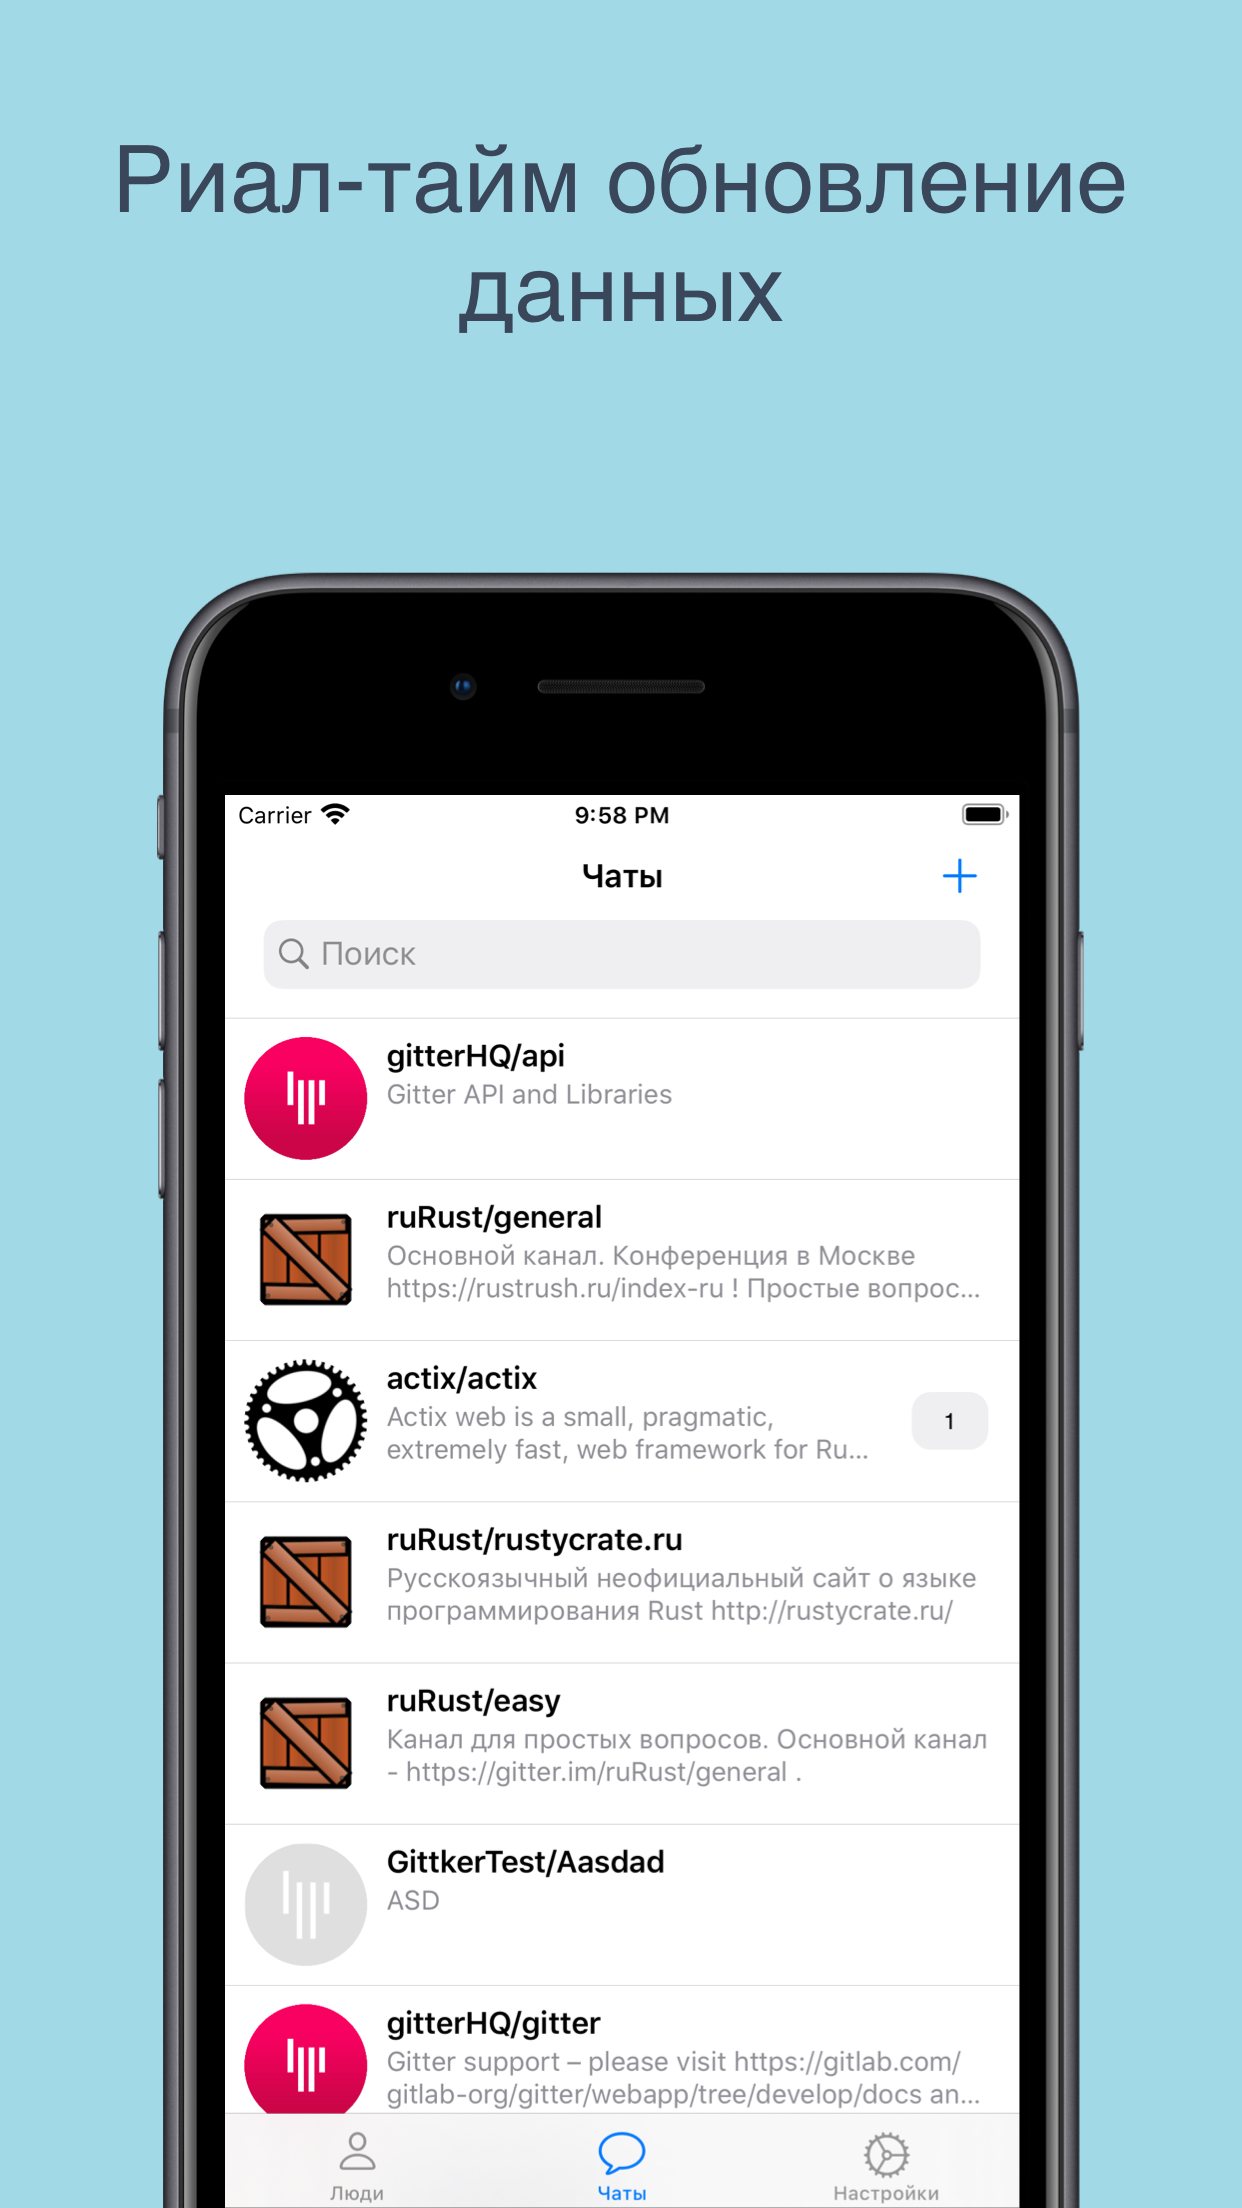 Риал-тайм обновление
данных
Carrier 9:58 PM
Чаты
Поиск
gitterHQ/api
Gitter API and Libraries
ruRust/general
Основной канал. Конференция в Москве
https://rustrush.ru/index-ru ! Простые вопрос...
actix/actix
Actix web is a small, pragmatic,
extremely fast, web framework for Ru...
1
ruRust/rustycrate.ru
Русскоязычный неофициальный сайт о языке
программирования Rust http://rustycrate.ru/
ruRust/easy
Канал для простых вопросов. Основной канал
- https://gitter.im/ruRust/general .
GittkerTest/Aasdad
ASD
gitterHQ/gitter
Gitter support – please visit https://gitlab.com/
gitlab-org/gitter/webapp/tree/develop/docs an...
Люди Чаты Настройки